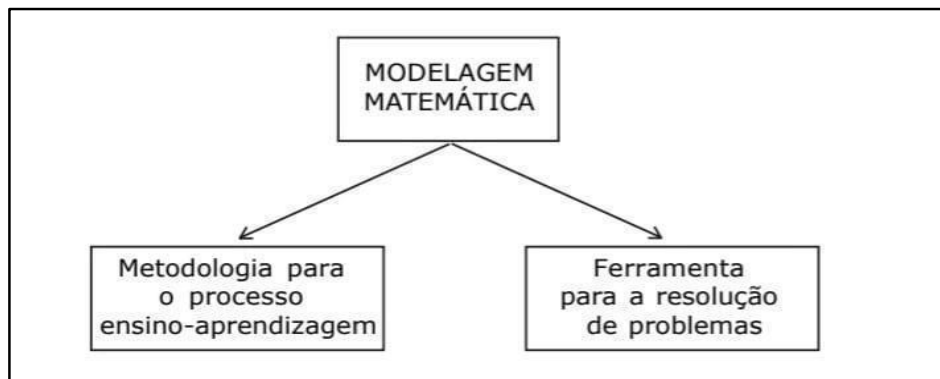 MODELAGEM
MATEMÁTICA
Metodologia para
o processo
ensino-aprendizagem
Ferramenta
para a resolução
de problemas